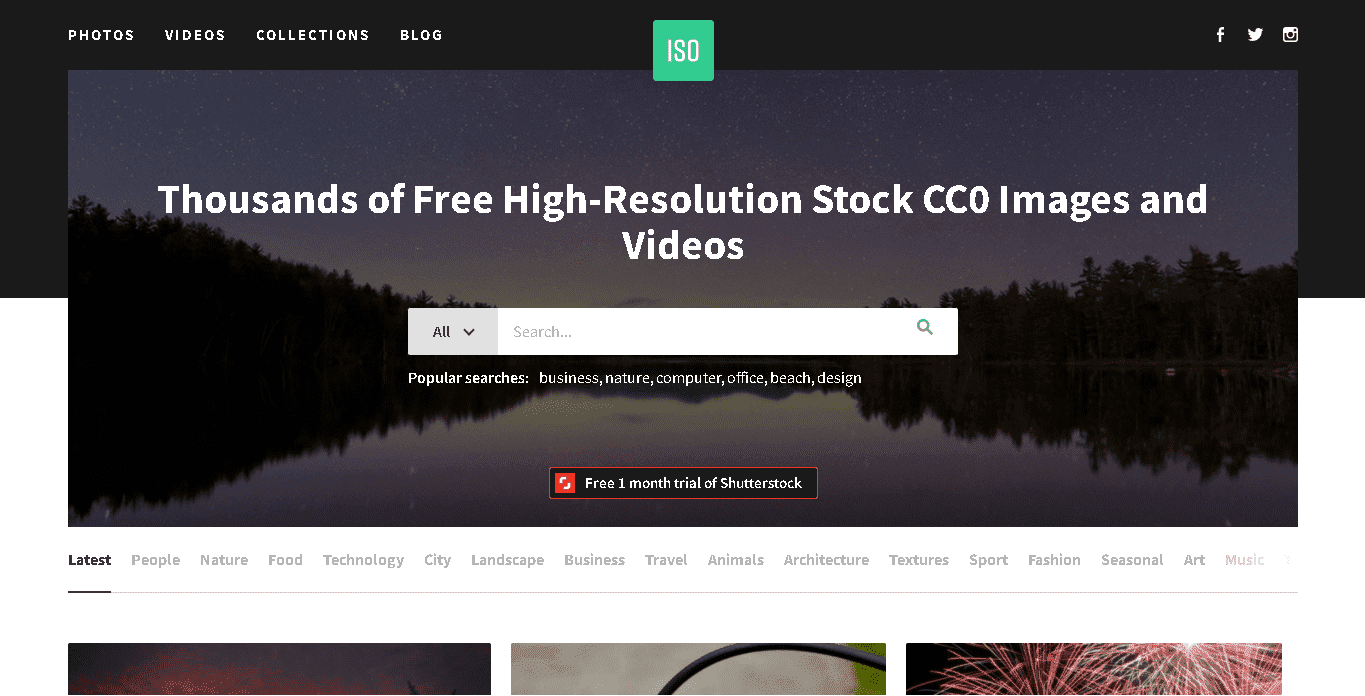 PHOTOS VIDEOS COLLECTIONS BLOG
ISO
Thousands of Free High-Resolution Stock CC0 Images and
Videos
All Search...
Popular searches: business, nature, computer, office, beach, design
Free 1 month trial of Shutterstock
Latest People Nature Food Technology City Landscape Business Travel Animals Architecture Textures Sport Fashion Seasonal Art Music